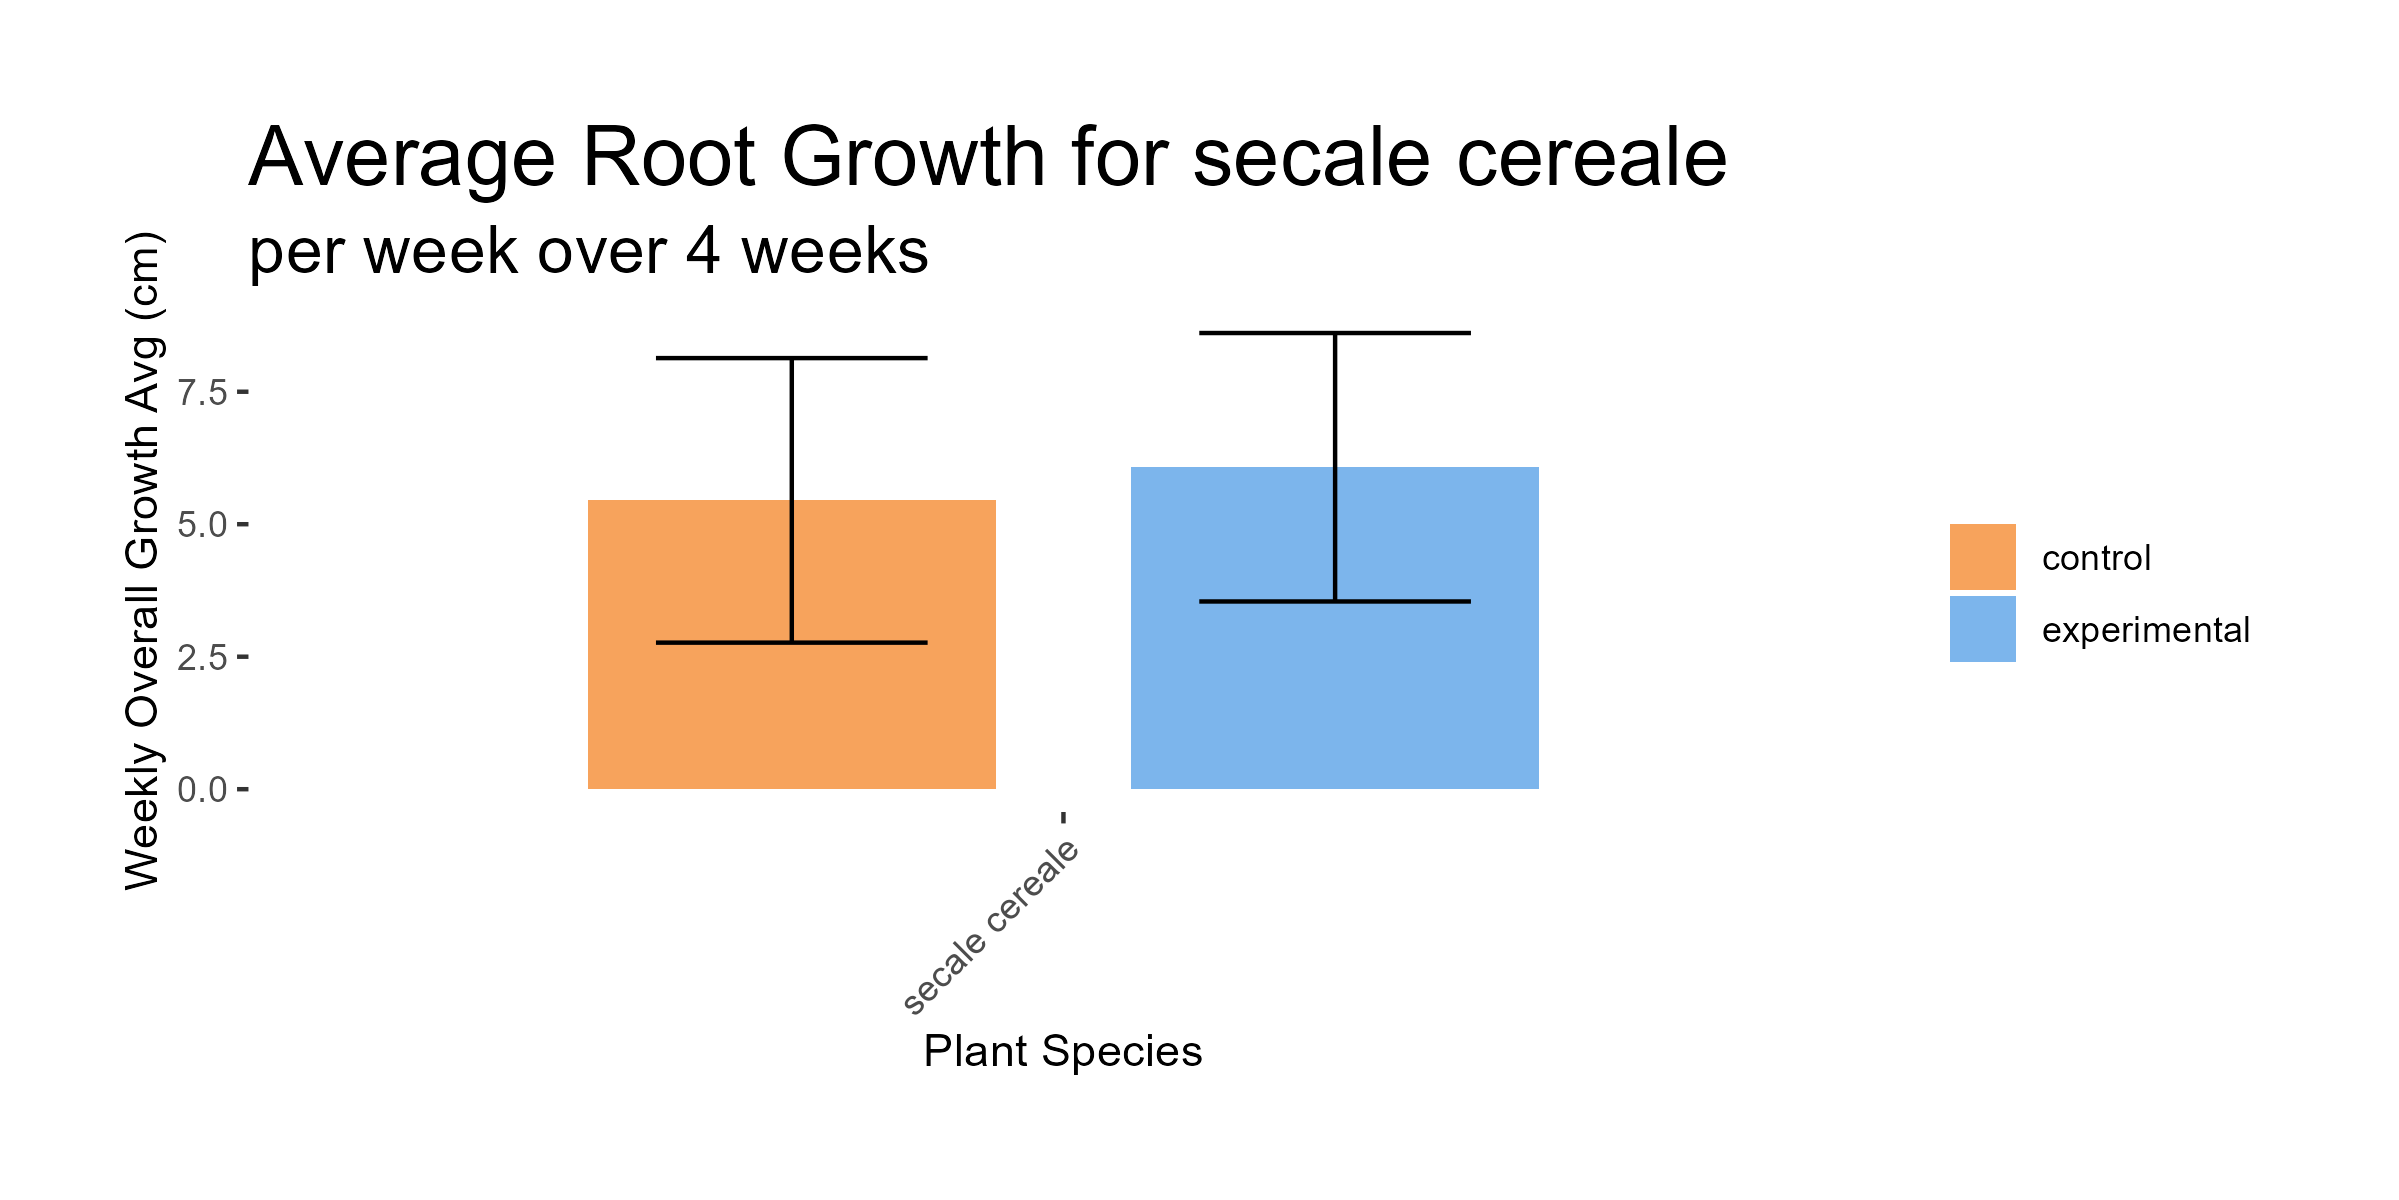 Average Root Growth for secale cereale
per week over 4 weeks
Weekly Overall Growth Avg (cm)
7.5
5.0
2.5
0.0
control
experimental
secale cereale
Plant Species